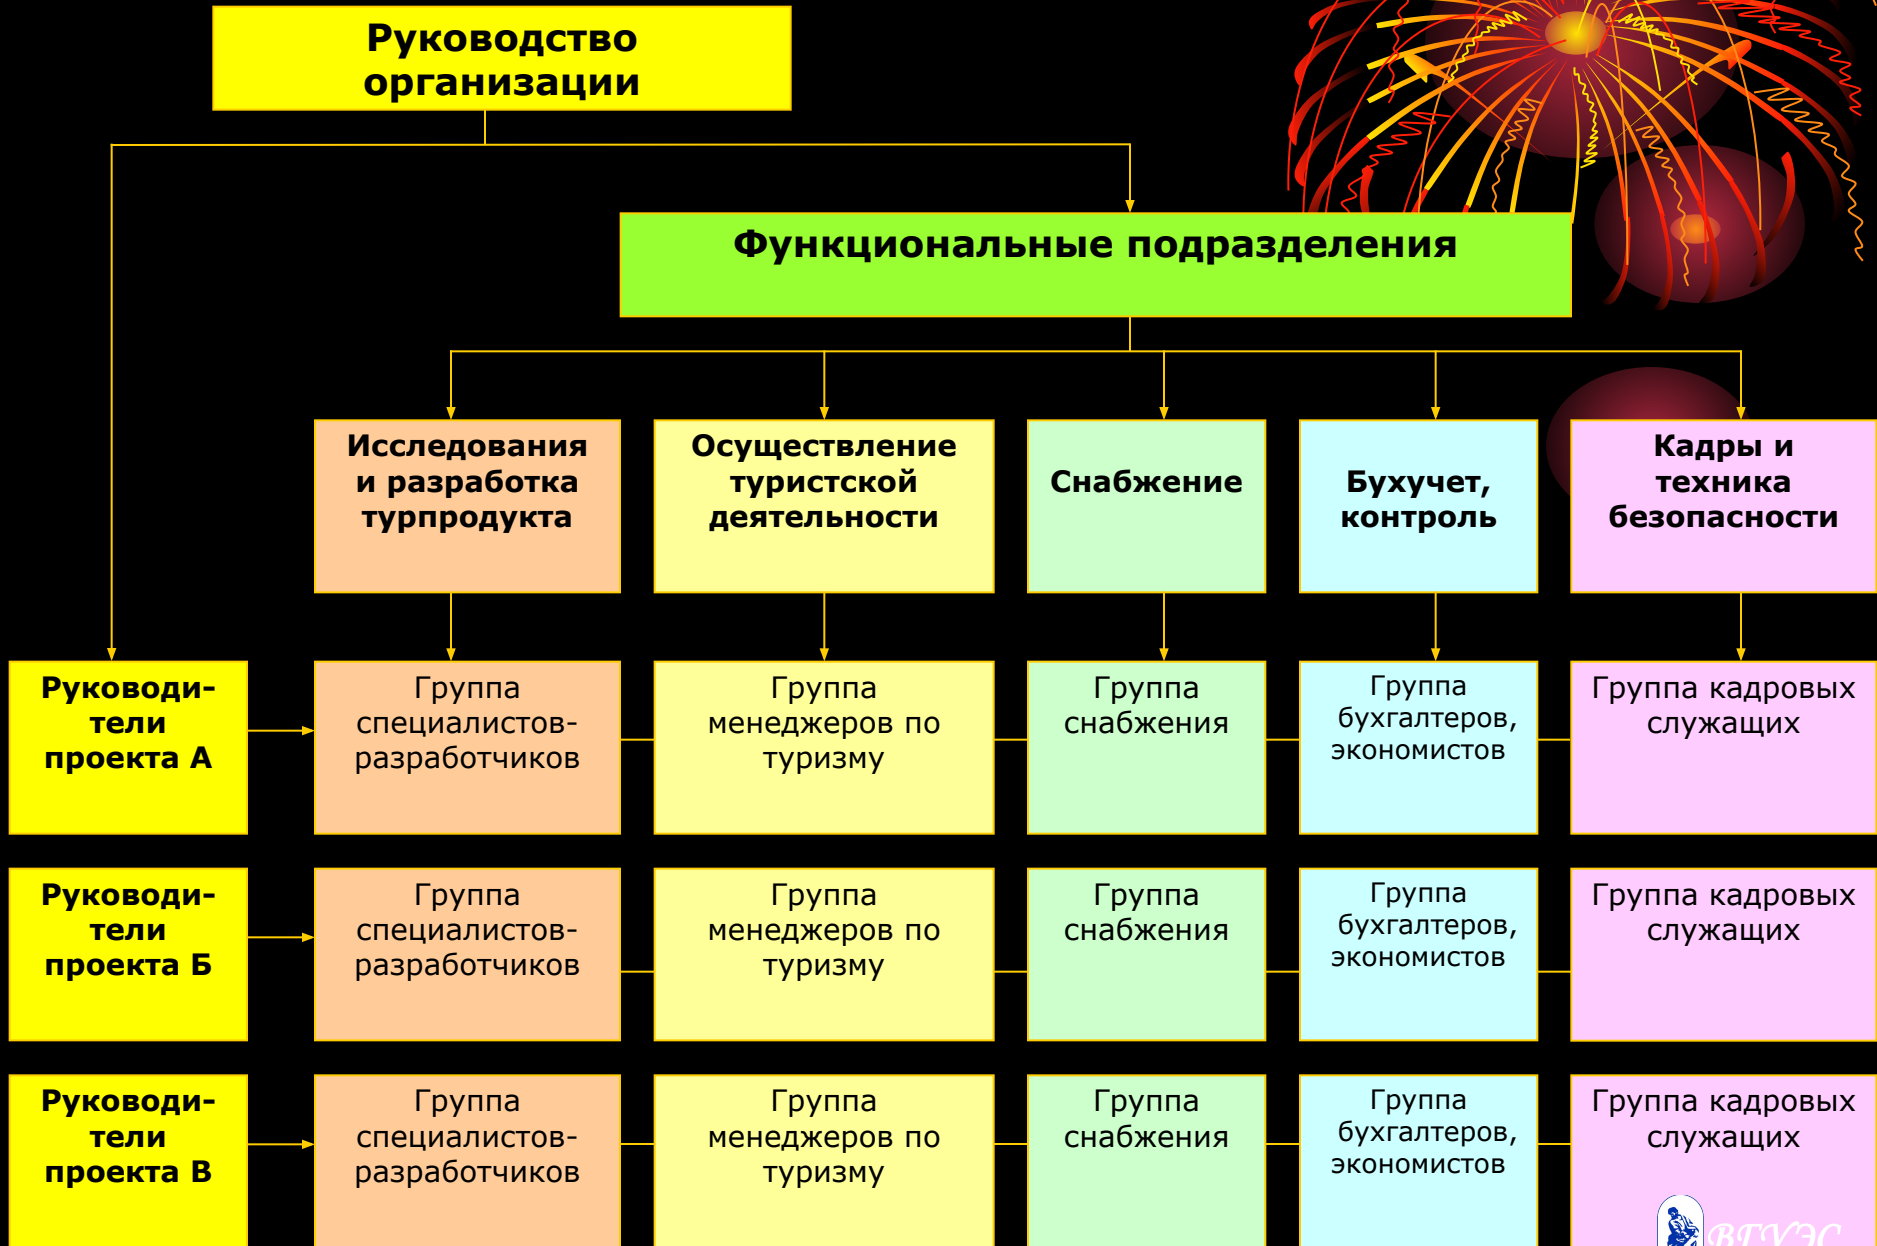 Руководство
организации
Функциональные подразделения
Исследования
и разработка
турпродукта
Осуществление
туристской
деятельности
Снабжение
Бухучет,
контроль
Кадры и
техника
безопасности
Руководи-
тели
проекта А
Группа
специалистов-
разработчиков
Группа
менеджеров по
туризму
Группа
снабжения
Группа
бухгалтеров,
экономистов
Группа кадровых
служащих
Руководи-
тели
проекта Б
Группа
специалистов-
разработчиков
Группа
менеджеров по
туризму
Группа
снабжения
Группа
бухгалтеров,
экономистов
Группа кадровых
служащих
Руководи-
тели
проекта В
Группа
специалистов-
разработчиков
Группа
менеджеров по
туризму
Группа
снабжения
Группа
бухгалтеров,
экономистов
Группа кадровых
служащих
ВГУЭС